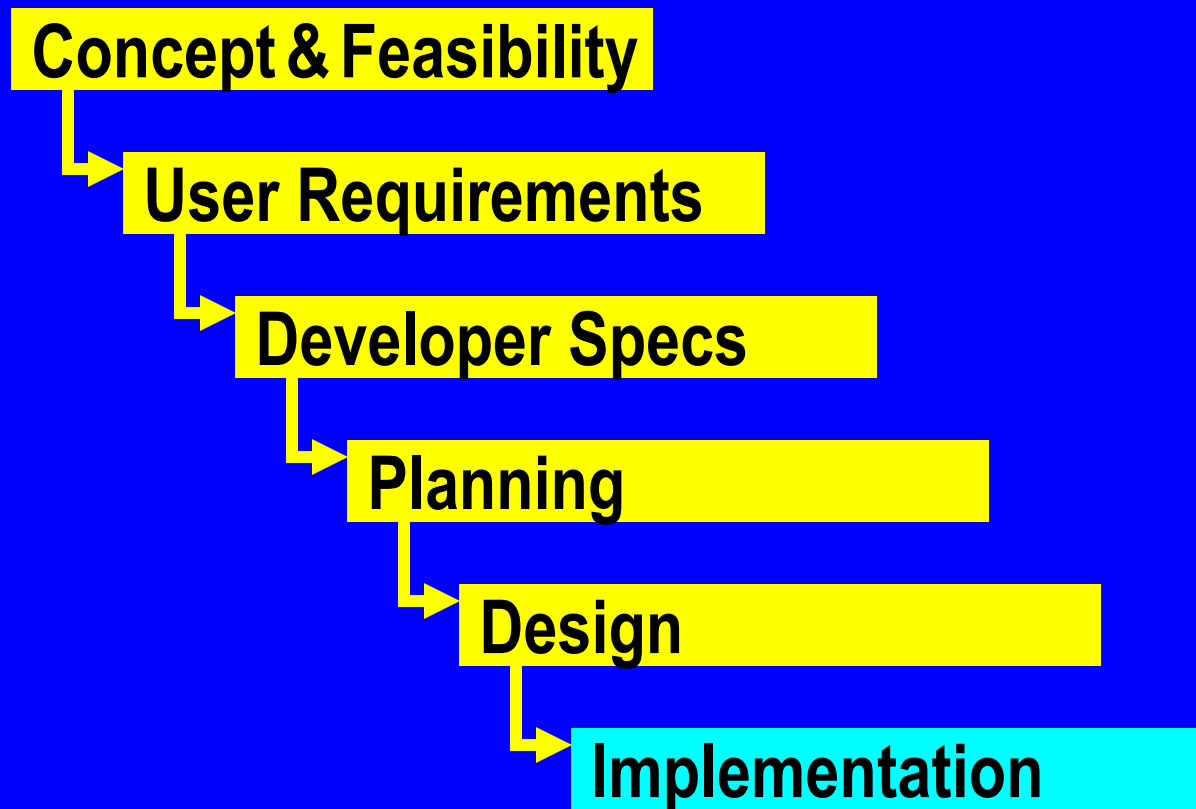 Concept & Feasibility
User Requirements
Developer Specs
Planning
Design
Implementation